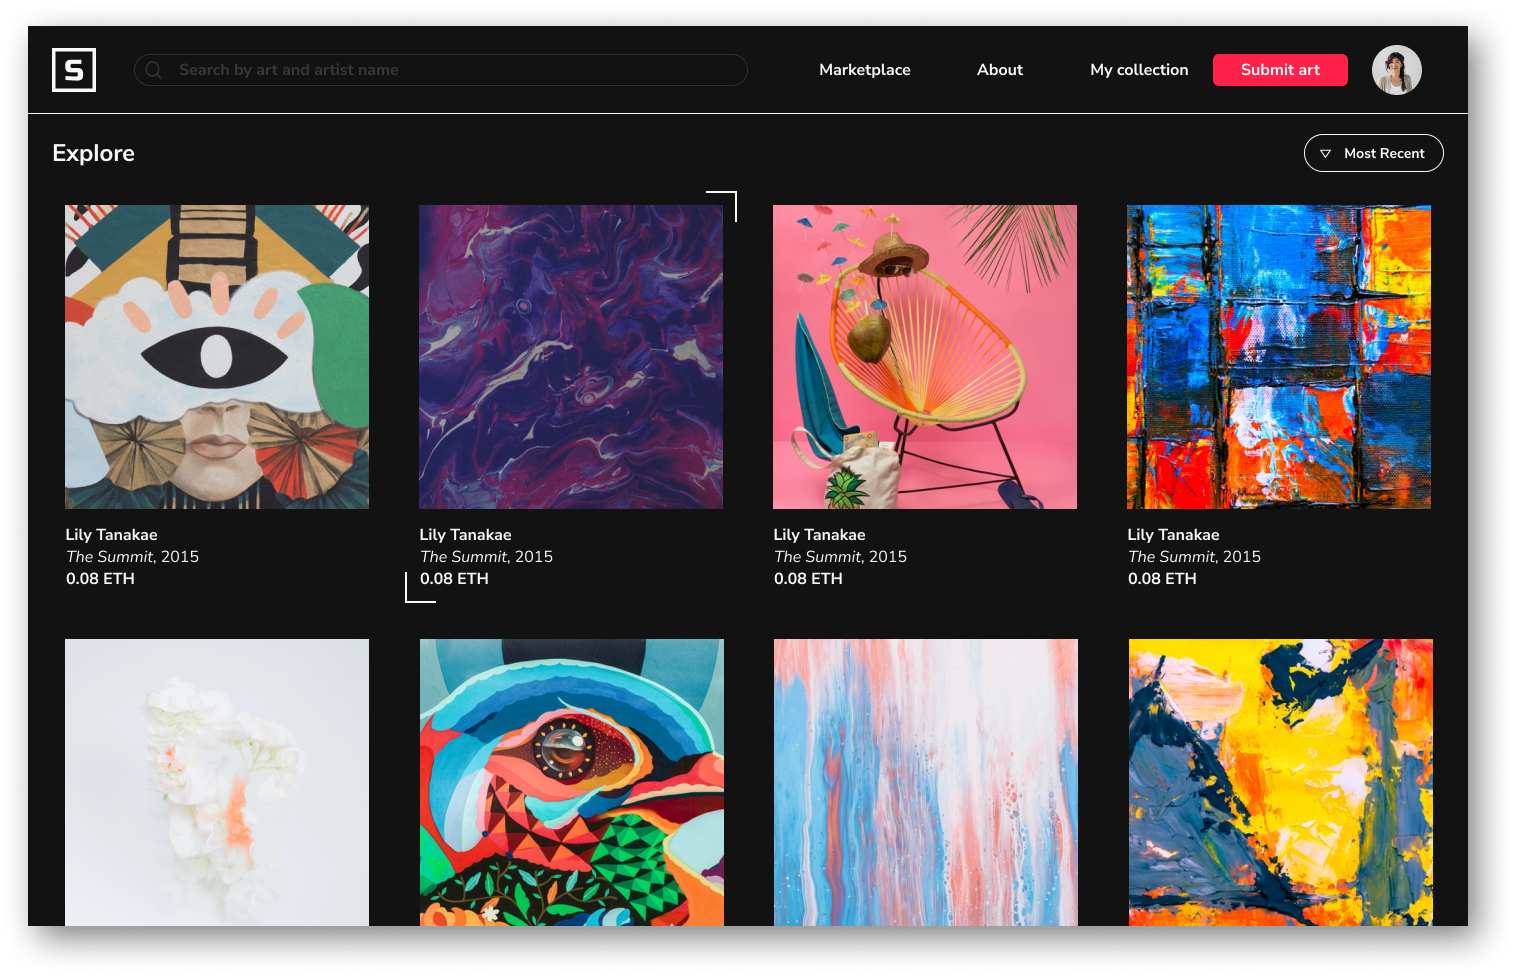 S
Search by art and artist name
Marketplace
About
My collection
Submit art
Explore
Most Recent
Lily Tanakae
The Summit, 2015
0.08 ETH
Lily Tanakae
The Summit, 2015
0.08 ETH
Lily Tanakae
The Summit, 2015
0.08 ETH
Lily Tanakae
The Summit, 2015
0.08 ETH